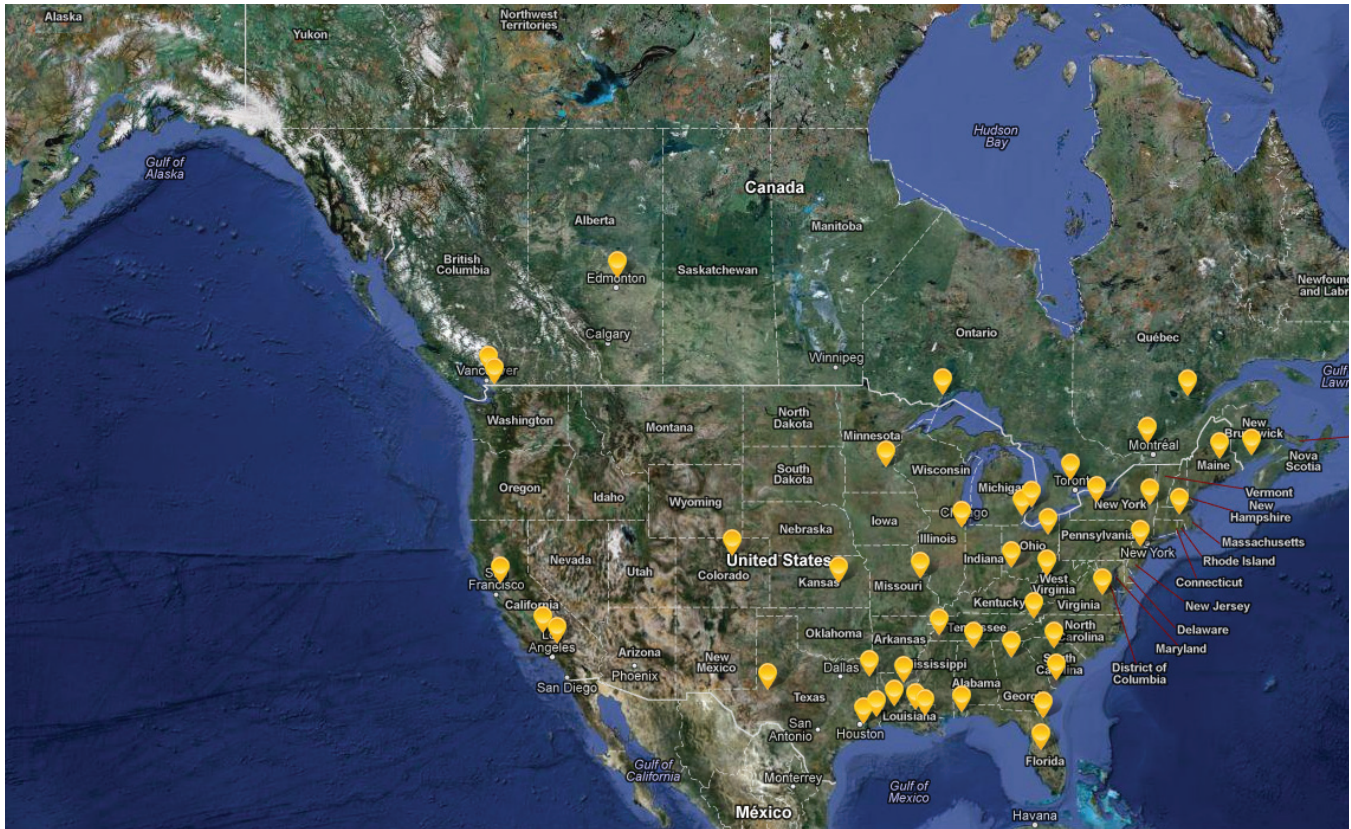 Alaska
Yukon
Northwest
Territories
Hudson
Bay
Gulf of
Alaska
Canada
Alberta
Manitoba
British
Columbia
Edmonton
Saskatchewan
Newfound
and Labr
Calgary
Ontario
Québec
Winnipeg
Gulf
Lawr
Washington
Montana
North
Dakota
Minnesota
New
Brunswick
Montréal
Maine
Nova
Scotia
South
Dakota
Wisconsin
Michigan
Toronto
Oregon
Idaho
Wyoming
New York
Vermont
New
Hampshire
Iowa
Nebraska
Illinois
Ohio
Pennsylvania
Massachusetts
New York
Rhode Island
Nevada
Utah
United States
Colorado
Kansas
Missouri
Indiana
West
Virginia
Virginia
Connecticut
Francisco
California
Kentucky
New Jersey
Oklahoma
Arkansas
Tennessee
North
Carolina
Delaware
Maryland
Los
Angeles
Arizona
Phoenix
New
Mexico
Dallas
Mississippi
South
Carolina
District of
Columbia
San Diego
Texas
Alabama
Georgia
Louisiana
San
Antonio
Houston
Gulf of
California
Monterrey
Gulf of
Mexico
Florida
México
Havana